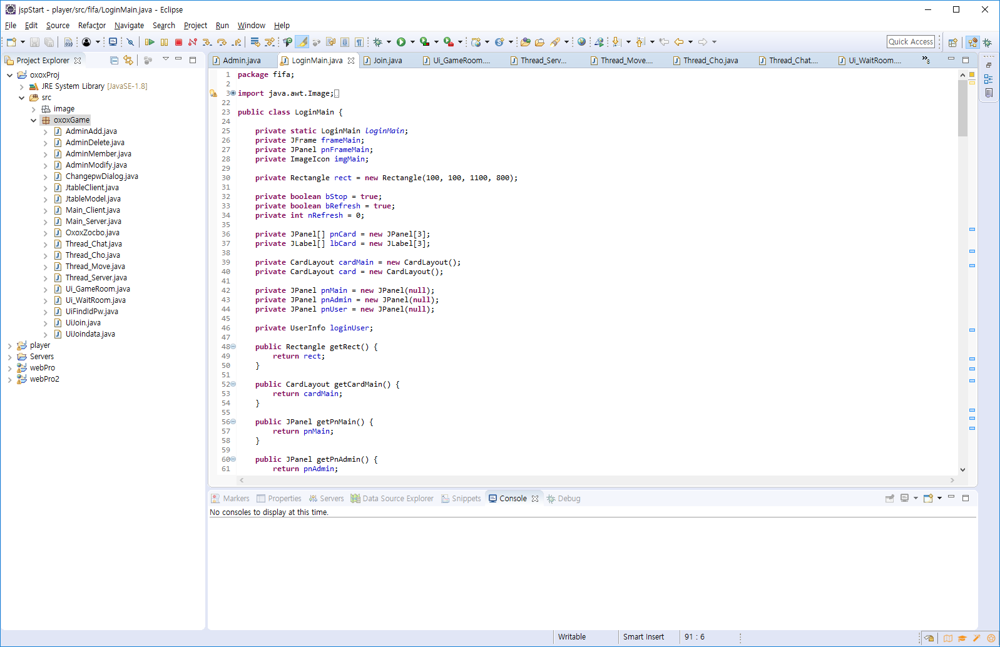 jspStart - player/src/fifa/LoginMain.java - Eclipse
File Edit Source Refactor Navigate Search Project Run Window Help
Quick Access
Project Explorer
oxoxProj
JRE System Library [JavaSE-1.8]
src
image
oxoxGame
AdminAdd.java
AdminDelete.java
AdminMember.java
AdminModify.java
ChangepwDialog.java
JtableClient.java
JtableModel.java
Main_Client.java
Main_Server.java
OxoxZocbo.java
Thread_Chat.java
Thread_Cho.java
Thread_Move.java
Thread_Server.java
Ui_GameRoom.java
Ui_WaitRoom.java
UiFindIdPw.java
UiJoin.java
UiJoindata.java
player
Servers
webPro
webPro2
Admin.java LoginMain.java Join.java Ui_GameRoom.... Thread_Serv... Thread_Move.... Thread_Cho.java Thread_Chat.... Ui_WaitRoom.... »8
1 package fifa;
2
3 import java.awt.Image;
22
23 public class LoginMain {
24
25 private static LoginMain loginMain;
26 private JFrame frameMain;
27 private JPanel pnFrameMain;
28 private ImageIcon imgMain;
29
30 private Rectangle rect = new Rectangle(100, 100, 1100, 800);
31
32 private boolean bStop = true;
33 private boolean bRefresh = true;
34 private int nRefresh = 0;
35
36 private JPanel[] pnCard = new JPanel[3];
37 private JLabel[] lbCard = new JLabel[3];
38
39 private CardLayout cardMain = new CardLayout();
40 private CardLayout card = new CardLayout();
41
42 private JPanel pnMain = new JPanel(null);
43 private JPanel pnAdmin = new JPanel(null);
44 private JPanel pnUser = new JPanel(null);
45
46 private UserInfo loginUser;
47
48 public Rectangle getRect() {
49 return rect;
50 }
51
52 public CardLayout getCardMain() {
53 return cardMain;
54 }
55
56 public JPanel getPnMain() {
57 return pnMain;
58 }
59
60 public JPanel getPnAdmin() {
61 return pnAdmin;
Markers Properties Servers Data Source Explorer Snippets Console Debug
No consoles to display at this time.
Writable Smart Insert 91 : 6